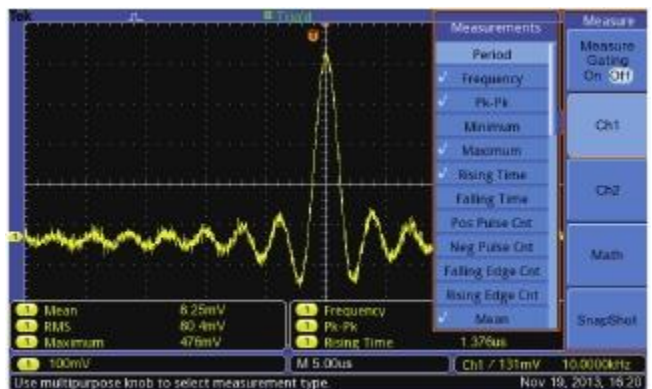 Tek
Trig'd
Measurements
Period
Frequency
Pk-Pk
Minimum
Maximum
Rising Time
Falling Time
Pos Pulse Cnt
Neg Pulse Cnt
Falling Edge Cnt
Rising Edge Cnt
Mean
Measure
Measure
Gating
On Off
Ch1
Ch2
Math
SnapShot
1 Mean 8.25mV
1 RMS 80.4mV
1 Maximum 476mV
1 Frequency
1 Pk-Pk
1 Rising Time 1.376us
1 100mV
M 5.00us
Ch1 / 131mV
10.0000kHz
Use multipurpose knob to select measurement type.
Nov 19, 2013, 16:20